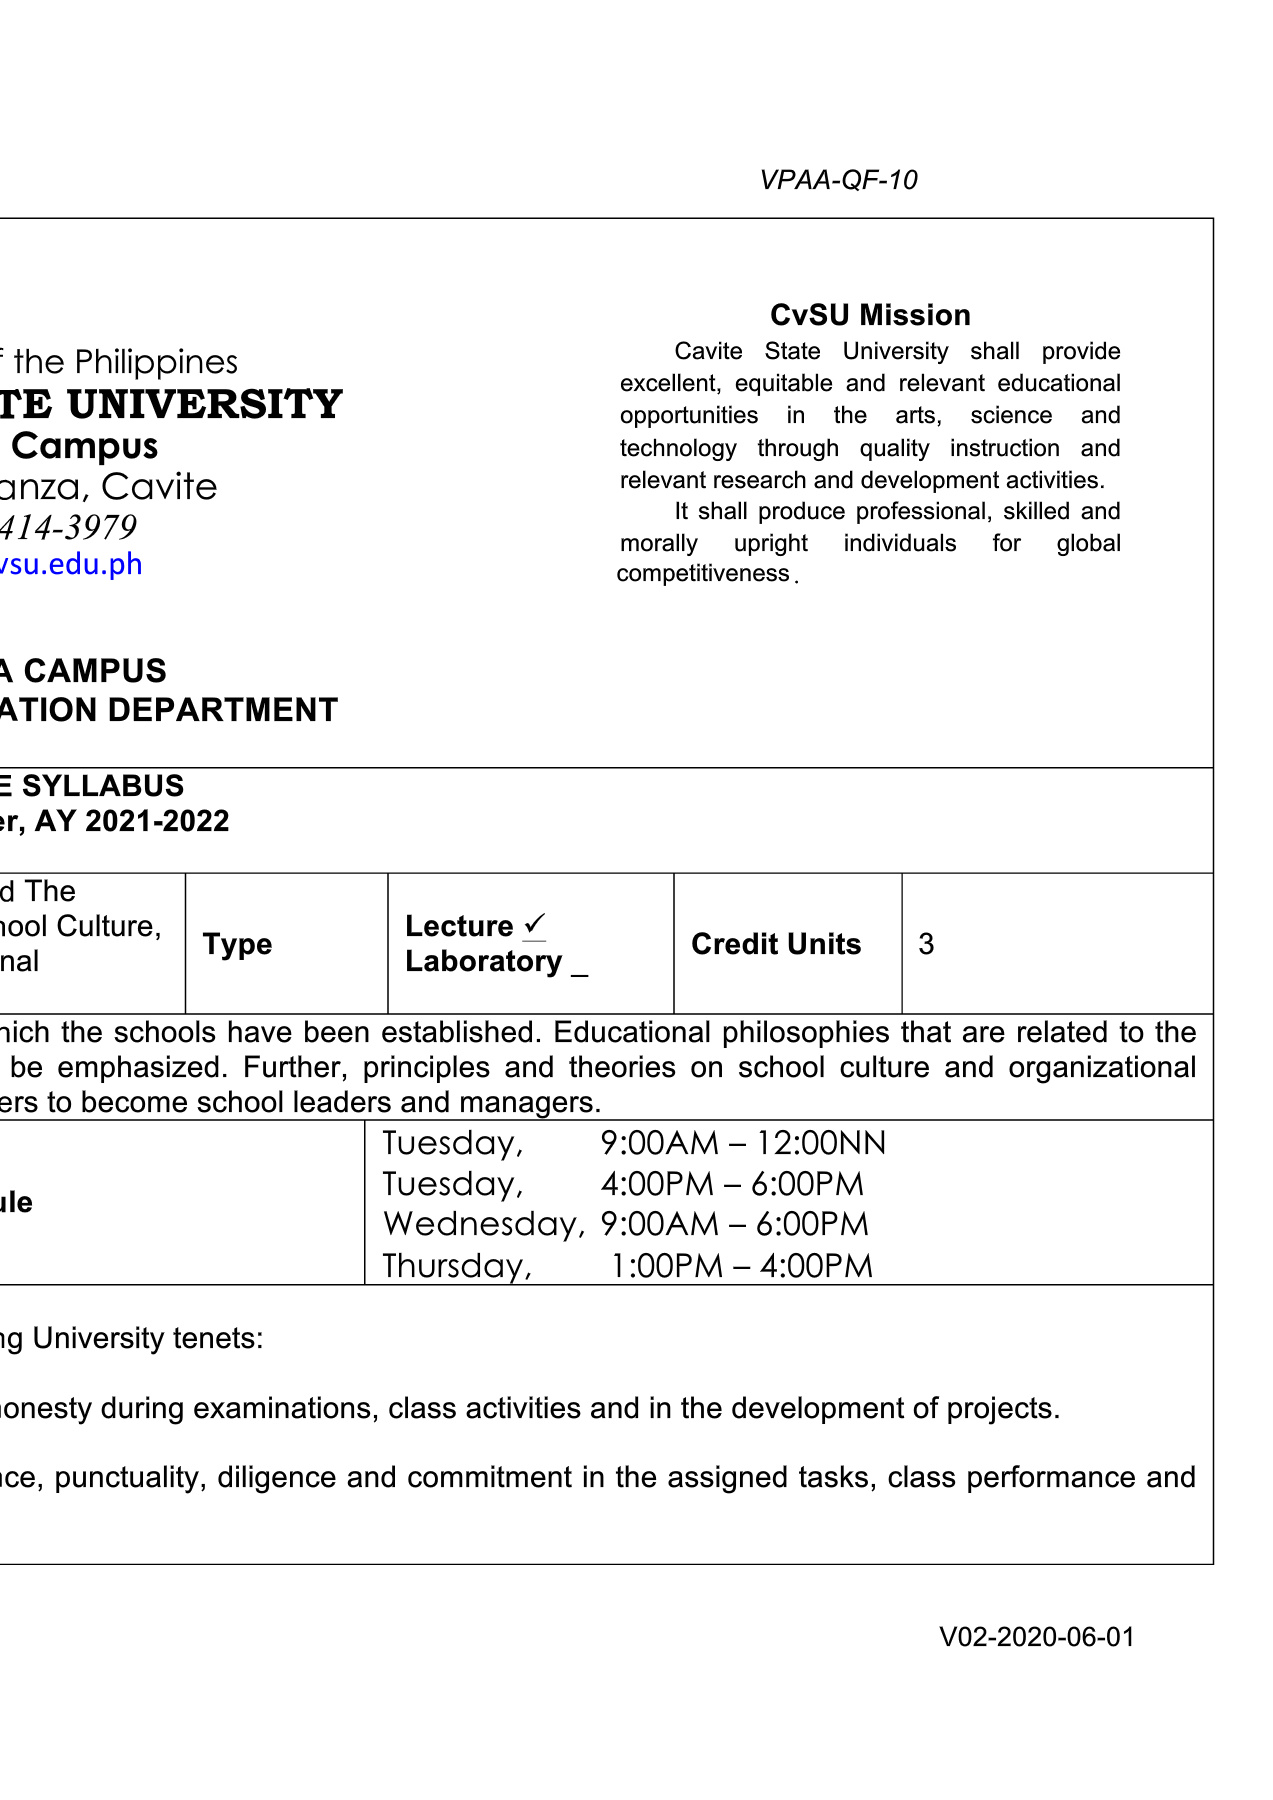 VPAA-QF-10
f the Philippines
TE UNIVERSITY
Campus
anza, Cavite
414-3979
vsu.edu.ph
A CAMPUS
ATION DEPARTMENT
CvSU Mission
Cavite State University shall provide
excellent, equitable and relevant educational
opportunities in the arts, science and
technology through quality instruction and
relevant research and development activities.
It shall produce professional, skilled and
morally upright individuals for global
competitiveness.
E SYLLABUS
er, AY 2021-2022
d The
hool Culture,
nal
Type
Lecture ✓
Laboratory _
Credit Units
3
hich the schools have been established. Educational philosophies that are related to the
be emphasized. Further, principles and theories on school culture and organizational
ers to become school leaders and managers.
ule
Tuesday, 9:00AM – 12:00NN
Tuesday, 4:00PM – 6:00PM
Wednesday, 9:00AM – 6:00PM
Thursday, 1:00PM – 4:00PM
ng University tenets:
honesty during examinations, class activities and in the development of projects.
nce, punctuality, diligence and commitment in the assigned tasks, class performance and
V02-2020-06-01